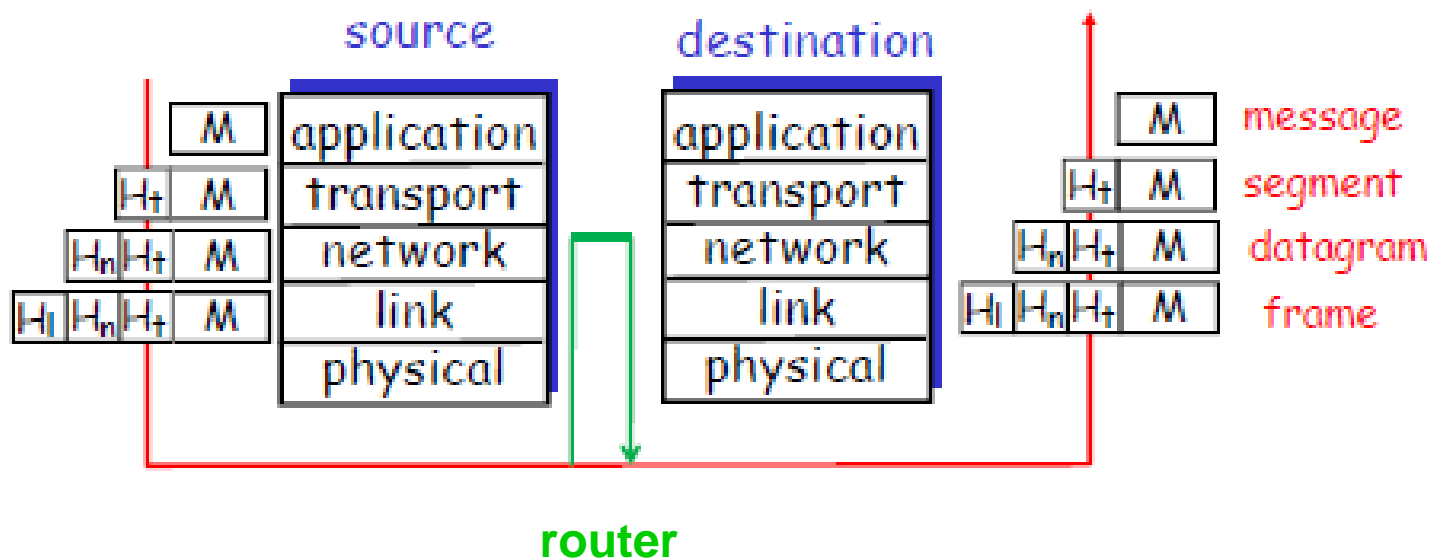 source destination
M application application M message
Ht M transport transport Ht M segment
Hn Ht M network network Hn Ht M datagram
Hl Hn Ht M link link Hl Hn Ht M frame
physical physical
router